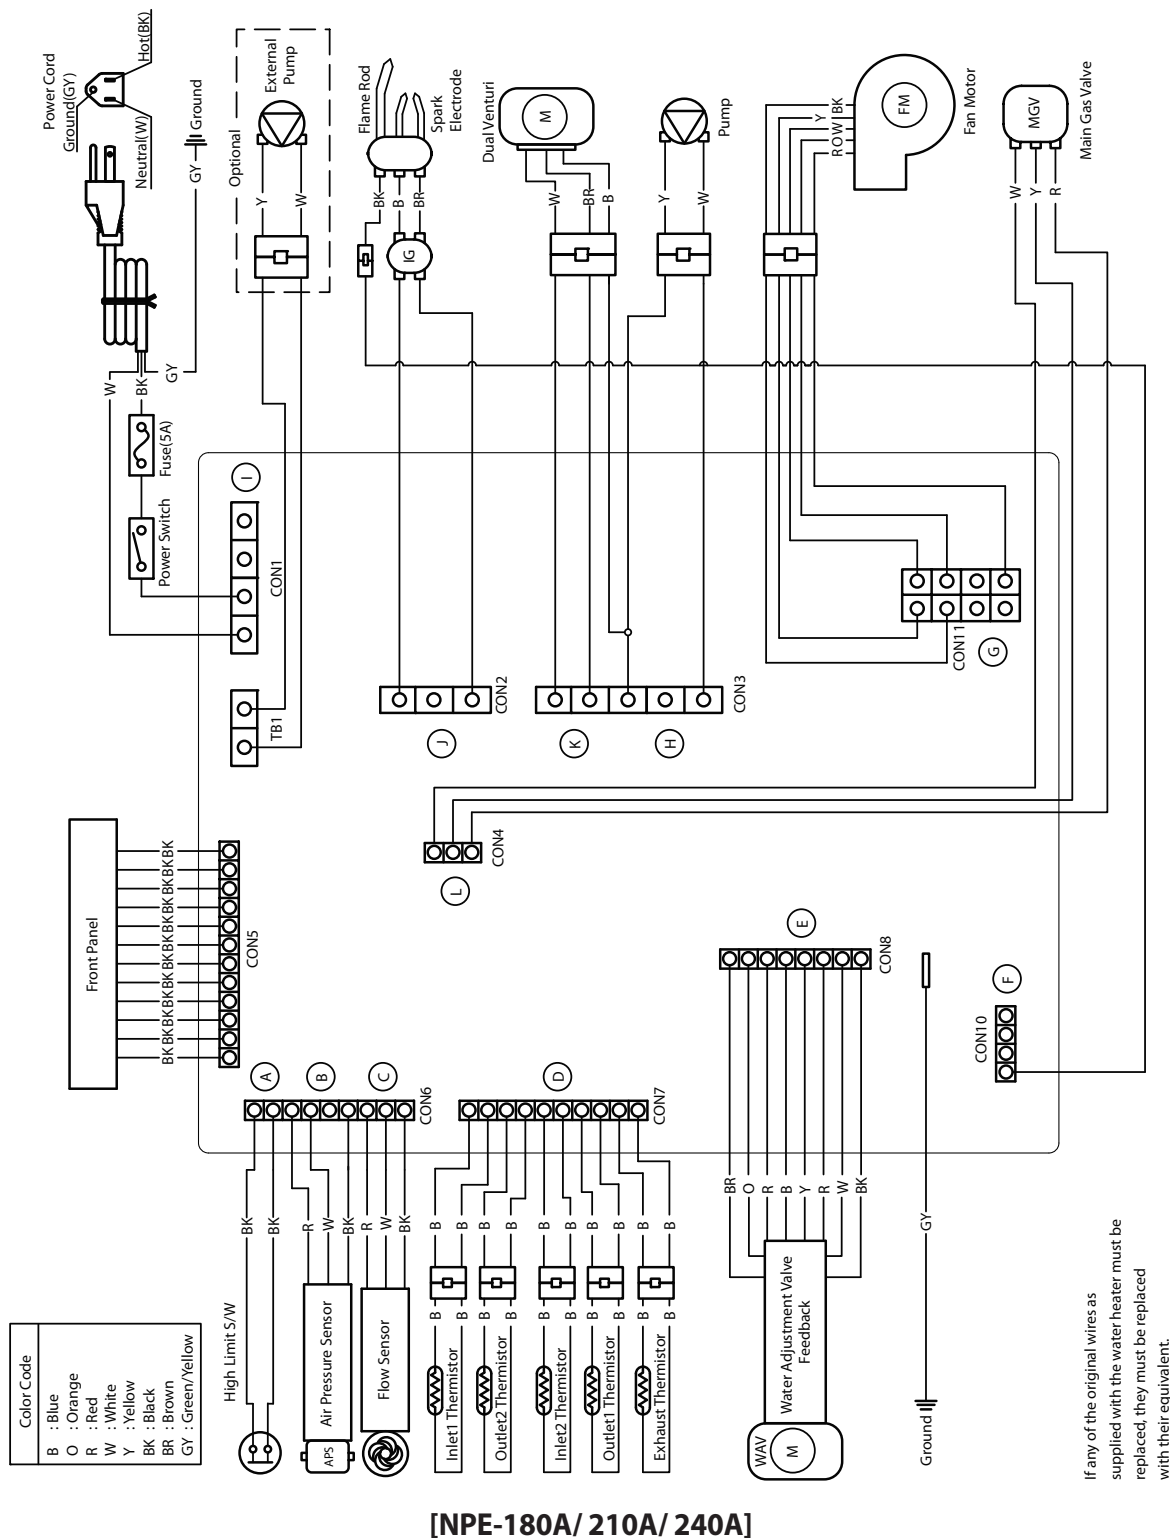 Color Code
B : Blue
O : Orange
R : Red
W : White
Y : Yellow
BK : Black
BR : Brown
GY : Green/Yellow
Front Panel
BK BK BK BK BK BK BK BK BK BK BK BK
CON5
Power Cord
Ground(GY)
Hot(BK)
Neutral(W)
Ground
GY
W
BK
GY
Fuse(5A)
Power Switch
I
CON1
TB1
Optional
External
Pump
Y
W
Flame Rod
Spark
Electrode
BK
B
BR
IG
J
CON2
Dual Venturi
M
W
BR
B
K
Pump
Y
W
H
CON3
Fan Motor
FM
R O W Y BK
CON11
G
Main Gas Valve
MGV
W
Y
R
L
CON4
High Limit S/W
BK
BK
A
Air Pressure Sensor
APS
R
W
BK
B
Flow Sensor
R
W
BK
C
CON6
Inlet1 Thermistor
B
B
B
B
Outlet2 Thermistor
B
B
B
B
Inlet2 Thermistor
B
B
B
B
Outlet1 Thermistor
B
B
B
B
Exhaust Thermistor
B
B
B
B
D
CON7
Water Adjustment Valve
Feedback
WAV
M
BR
O
R
B
Y
R
W
BK
E
CON8
Ground
GY
CON10
F
If any of the original wires as
supplied with the water heater must be
replaced, they must be replaced
with their equivalent.
[NPE-180A/ 210A/ 240A]